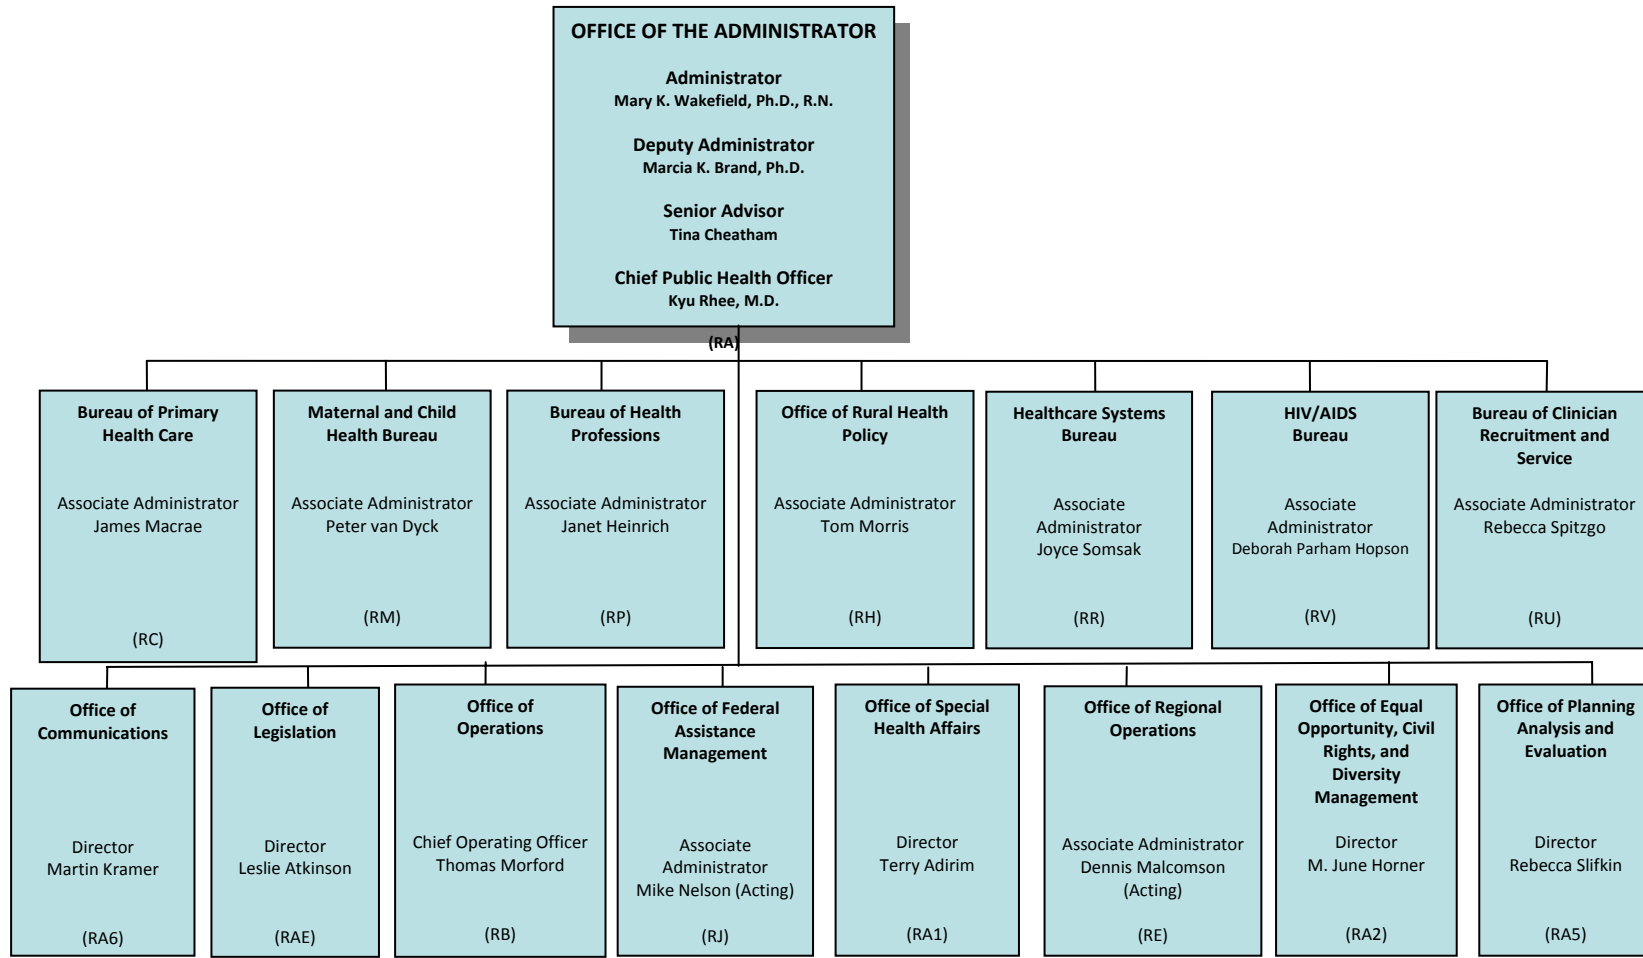 OFFICE OF THE ADMINISTRATOR
Administrator
Mary K. Wakefield, Ph.D., R.N.
Deputy Administrator
Marcia K. Brand, Ph.D.
Senior Advisor
Tina Cheatham
Chief Public Health Officer
Kyu Rhee, M.D.
(RA)
Bureau of Primary
Health Care
Associate Administrator
James Macrae
(RC)
Maternal and Child
Health Bureau
Associate Administrator
Peter van Dyck
(RM)
Bureau of Health
Professions
Associate Administrator
Janet Heinrich
(RP)
Office of Rural Health
Policy
Associate Administrator
Tom Morris
(RH)
Healthcare Systems
Bureau
Associate
Administrator
Joyce Somsak
(RR)
HIV/AIDS
Bureau
Associate
Administrator
Deborah Parham Hopson
(RV)
Bureau of Clinician
Recruitment and
Service
Associate Administrator
Rebecca Spitzgo
(RU)
Office of
Communications
Director
Martin Kramer
(RA6)
Office of
Legislation
Director
Leslie Atkinson
(RAE)
Office of
Operations
Chief Operating Officer
Thomas Morford
(RB)
Office of Federal
Assistance
Management
Associate
Administrator
Mike Nelson (Acting)
(RJ)
Office of Special
Health Affairs
Director
Terry Adirim
(RA1)
Office of Regional
Operations
Associate Administrator
Dennis Malcomson
(Acting)
(RE)
Office of Equal
Opportunity, Civil
Rights, and
Diversity
Management
Director
M. June Horner
(RA2)
Office of Planning
Analysis and
Evaluation
Director
Rebecca Slifkin
(RA5)